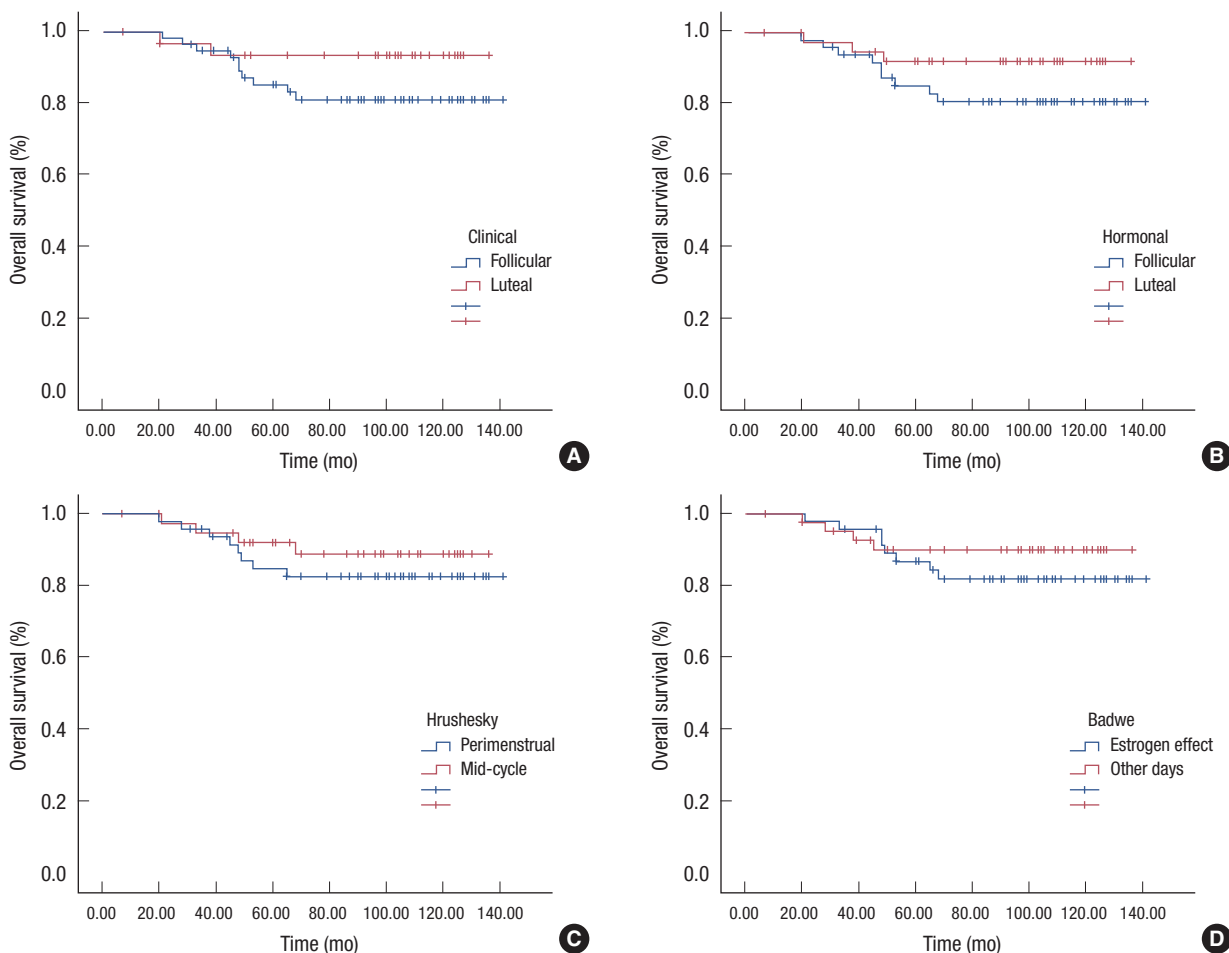 1.0
0.8
0.6
0.4
0.2
0.0
Overall survival (%)
Clinical
Follicular
Luteal
0.00 20.00 40.00 60.00 80.00 100.00 120.00 140.00
Time (mo)
A
1.0
0.8
0.6
0.4
0.2
0.0
Overall survival (%)
Hormonal
Follicular
Luteal
0.00 20.00 40.00 60.00 80.00 100.00 120.00 140.00
Time (mo)
B
1.0
0.8
0.6
0.4
0.2
0.0
Overall survival (%)
Hrushesky
Perimenstrual
Mid-cycle
0.00 20.00 40.00 60.00 80.00 100.00 120.00 140.00
Time (mo)
C
1.0
0.8
0.6
0.4
0.2
0.0
Overall survival (%)
Badwe
Estrogen effect
Other days
0.00 20.00 40.00 60.00 80.00 100.00 120.00 140.00
Time (mo)
D